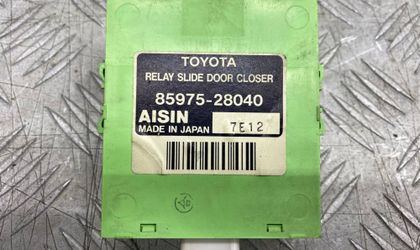 TOYOTA
RELAY SLIDE DOOR CLOSER
85975-28040
AISIN
MADE IN JAPAN 7E12